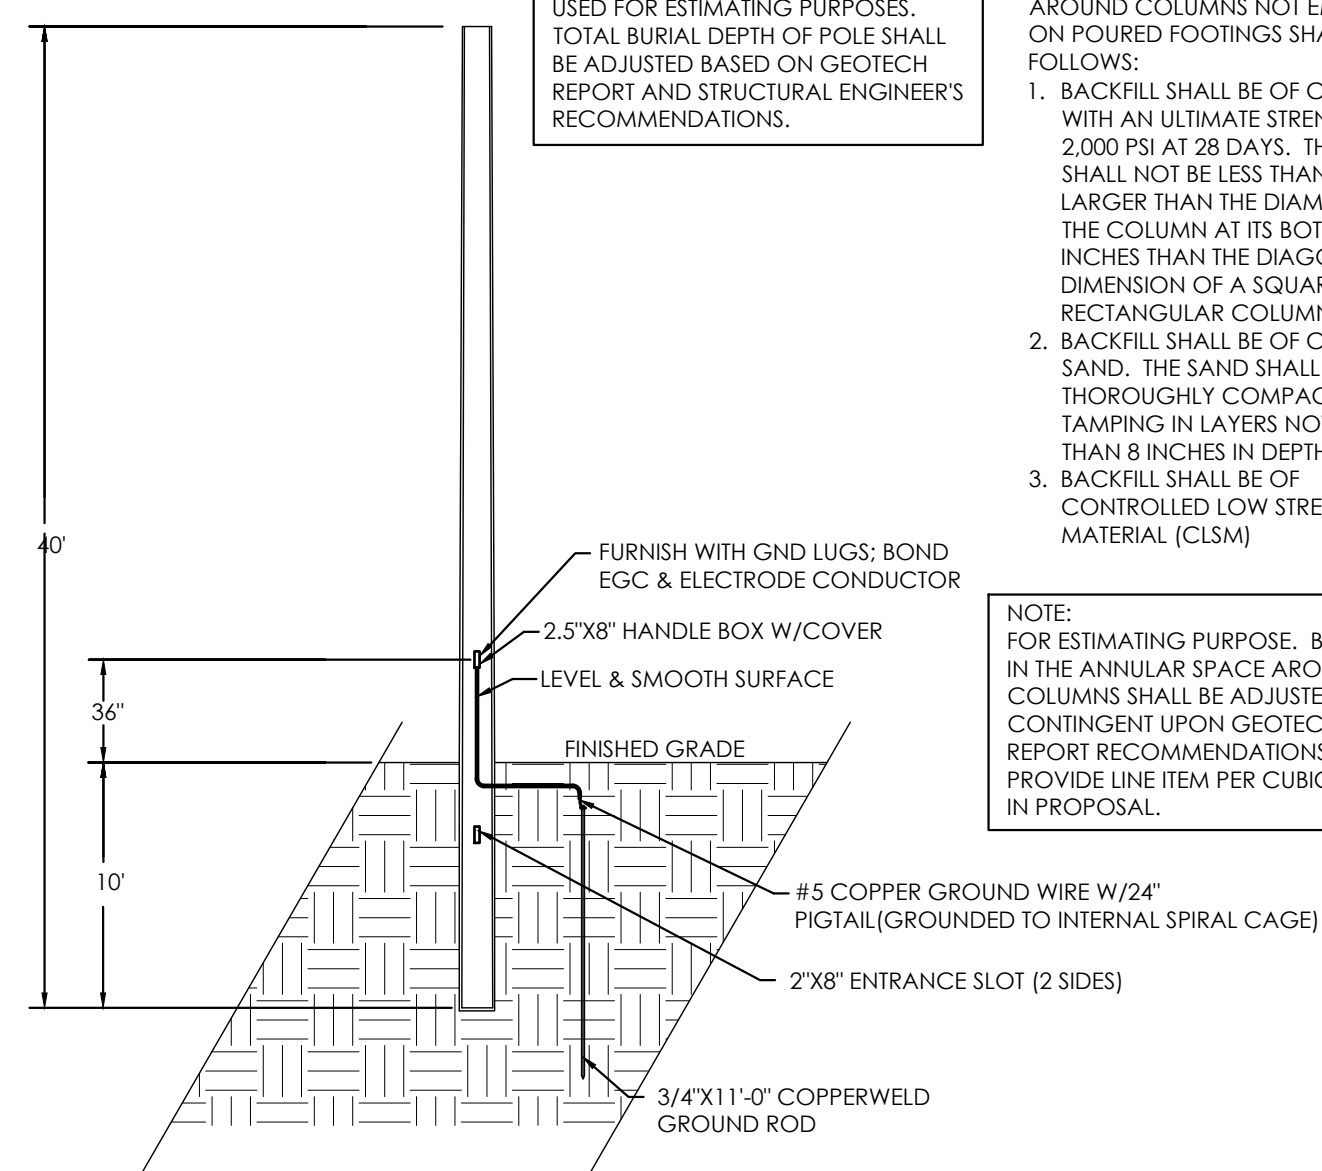 USED FOR ESTIMATING PURPOSES.
TOTAL BURIAL DEPTH OF POLE SHALL
BE ADJUSTED BASED ON GEOTECH
REPORT AND STRUCTURAL ENGINEER'S
RECOMMENDATIONS.
AROUND COLUMNS NOT
ON POURED FOOTINGS
FOLLOWS:
1. BACKFILL SHALL BE OF
WITH AN ULTIMATE
2,000 PSI AT 28 DAYS.
SHALL NOT BE LESS THAN
LARGER THAN THE
THE COLUMN AT ITS
INCHES THAN THE
DIMENSION OF A
RECTANGULAR
2. BACKFILL SHALL BE OF
SAND. THE SAND SHALL
THOROUGHLY
TAMPING IN LAYERS
THAN 8 INCHES IN
3. BACKFILL SHALL BE OF
CONTROLLED LOW
MATERIAL (CLSM)
40'
FURNISH WITH GND LUGS; BOND
EGC & ELECTRODE CONDUCTOR
2.5"X8" HANDLE BOX W/COVER
LEVEL & SMOOTH SURFACE
36"
FINISHED GRADE
10'
NOTE:
FOR ESTIMATING PURPOSE.
IN THE ANNULAR SPACE
COLUMNS SHALL BE
CONTINGENT UPON
REPORT
PROVIDE LINE ITEM PER
IN PROPOSAL.
#5 COPPER GROUND WIRE W/24"
PIGTAIL(GROUNDED TO INTERNAL SPIRAL CAGE)
2"X8" ENTRANCE SLOT (2 SIDES)
3/4"X11'-0" COPPERWELD
GROUND ROD